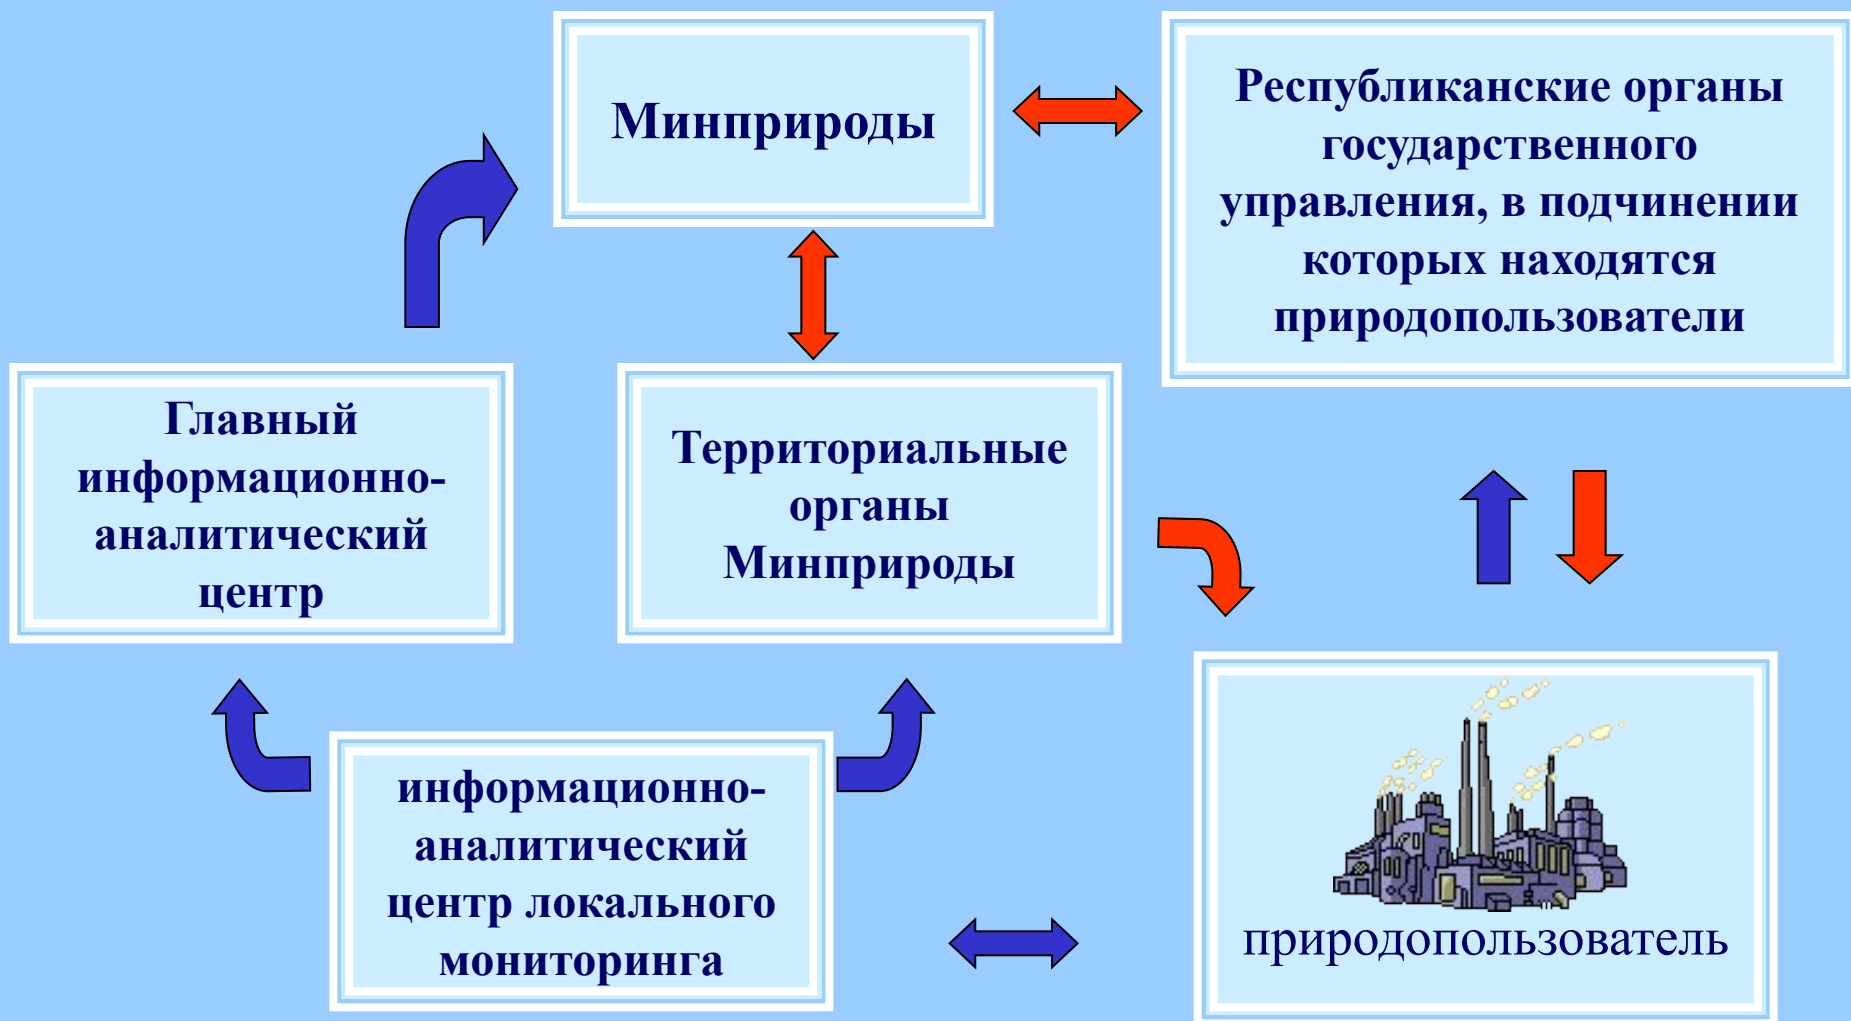 Минприроды
Республиканские органы
государственного
управления, в подчинении
которых находятся
природопользователи
Главный
информационно-
аналитический
центр
Территориальные
органы
Минприроды
информационно-
аналитический
центр локального
мониторинга
природопользователь